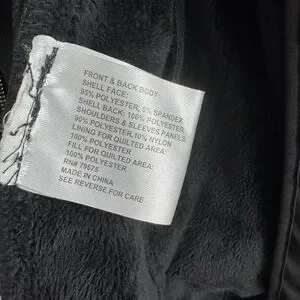 FRONT & BACK BODY
SHELL FACE:
95% POLYESTER, 5% SPANDEX
SHELL BACK: 100% POLYESTER
SHOULDERS & SLEEVES PANELS:
90% POLYESTER,10% NYLON
LINING FOR QUILTED AREA:
100% POLYESTER
FILL FOR QUILTED AREA:
100% POLYESTER
RN# 79675
MADE IN CHINA
SEE REVERSE FOR CARE